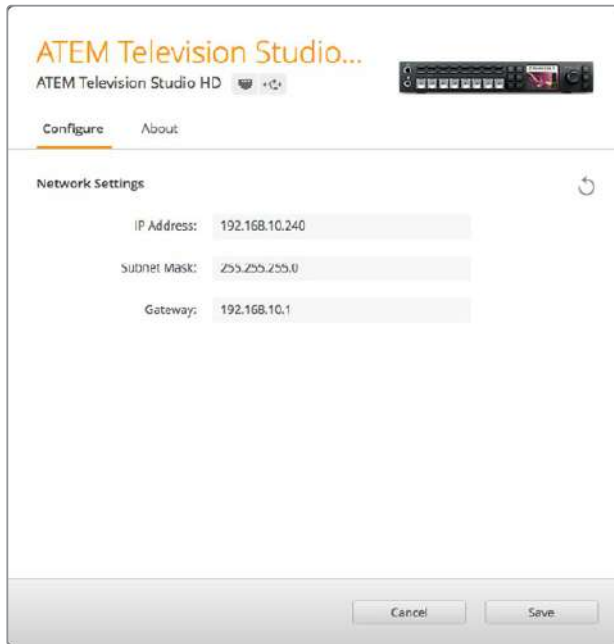 ATEM Television Studio...
ATEM Television Studio HD
Configure About
Network Settings
IP Address: 192.168.10.240
Subnet Mask: 255.255.255.0
Gateway: 192.168.10.1
Cancel Save